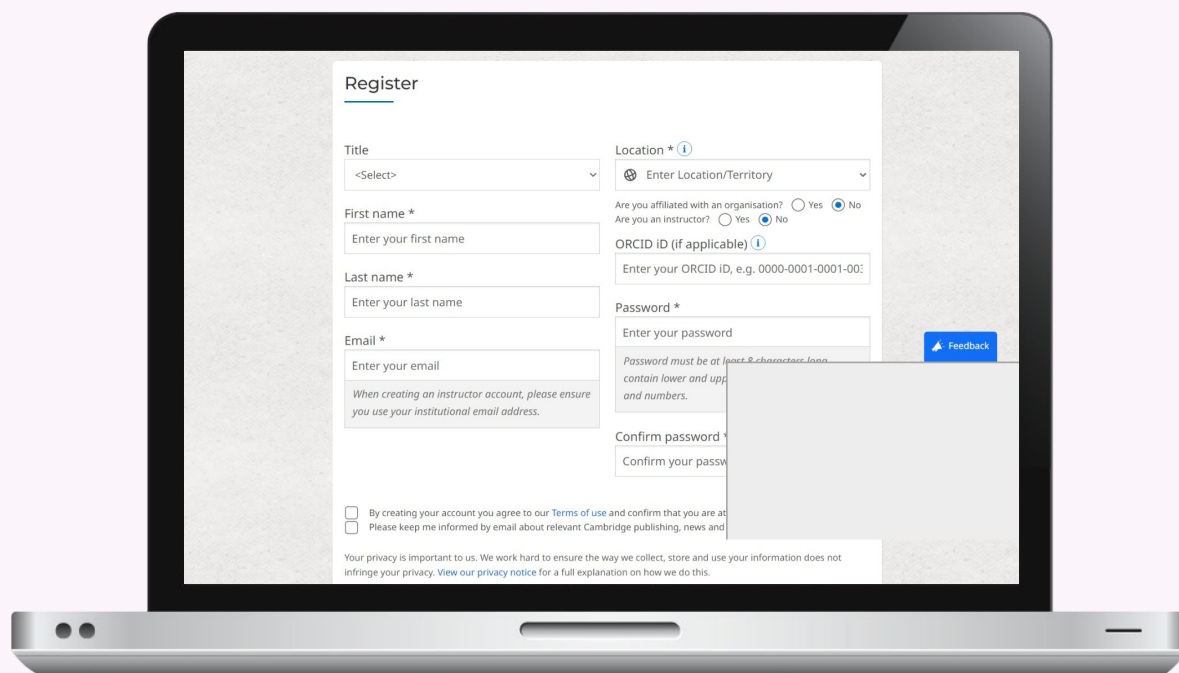 Register
Title
<Select>
First name *
Enter your first name
Last name *
Enter your last name
Email *
Enter your email
When creating an instructor account, please ensure
you use your institutional email address.
Location *
Enter Location/Territory
Are you affiliated with an organisation? Yes No
Are you an instructor? Yes No
ORCID iD (if applicable)
Enter your ORCID iD, e.g. 0000-0001-0001-003
Password *
Enter your password
Password must be at least 8 characters long
contain lower and
and numbers.
Confirm password
Confirm your
Feedback
By creating your account you agree to our Terms of use and confirm that you are at
Please keep me informed by email about relevant Cambridge publishing, news and
Your privacy is important to us. We work hard to ensure the way we collect, store and use your information does not
infringe your privacy. View our privacy notice for a full explanation on how we do this.